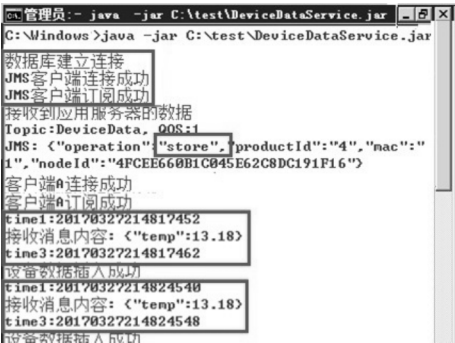 管理员:- java -jar C:\test\DeviceDataService.jar
C:\Windows>java -jar C:\test\DeviceDataService.jar
数据库建立连接
JMS客户端连接成功
JMS客户端订阅成功
接收到应用服务器的数据
Topic:DeviceData, QOS:1
JMS: {"operation":"store","productId":"4","mac":"
1","nodeId":"4FCEE660B1C045E62C8DC191F16"}
客户端A连接成功
客户端A订阅成功
time1:20170327214817452
接收消息内容: {"temp":13.18}
time3:20170327214817462
设备数据插入成功
time1:20170327214824540
接收消息内容: {"temp":13.18}
time3:20170327214824548
设备数据插入成功